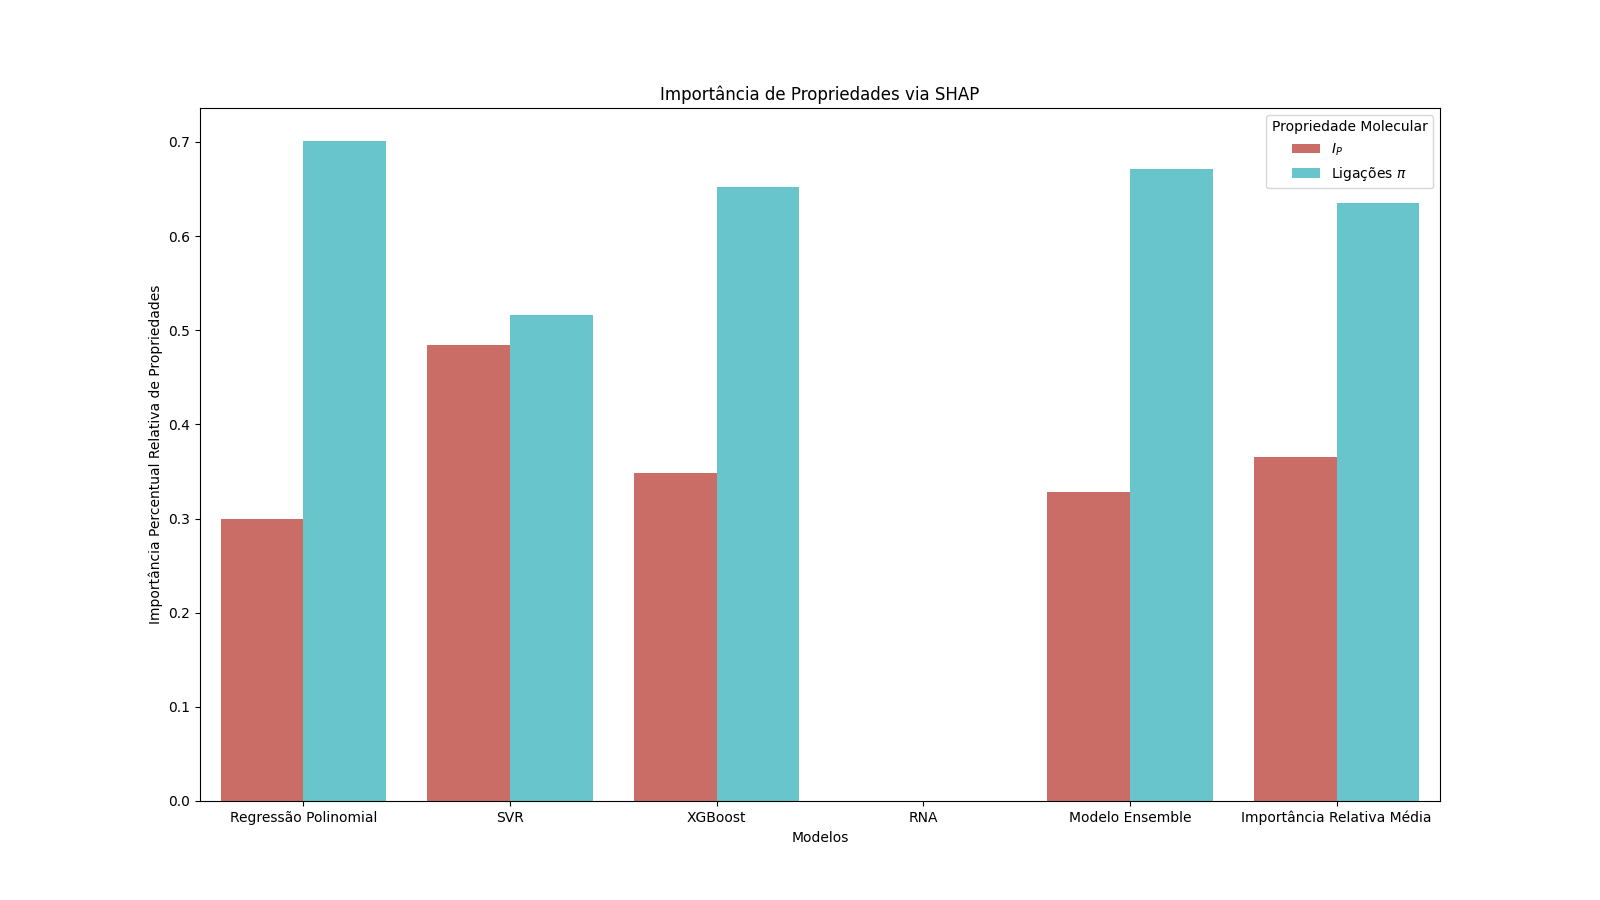 Importância de Propriedades via SHAP
Propriedade Molecular
I_P
Ligações π
Importância Percentual Relativa de Propriedades
0.7
0.6
0.5
0.4
0.3
0.2
0.1
0.0
Regressão Polinomial SVR XGBoost RNA Modelo Ensemble Importância Relativa Média
Modelos